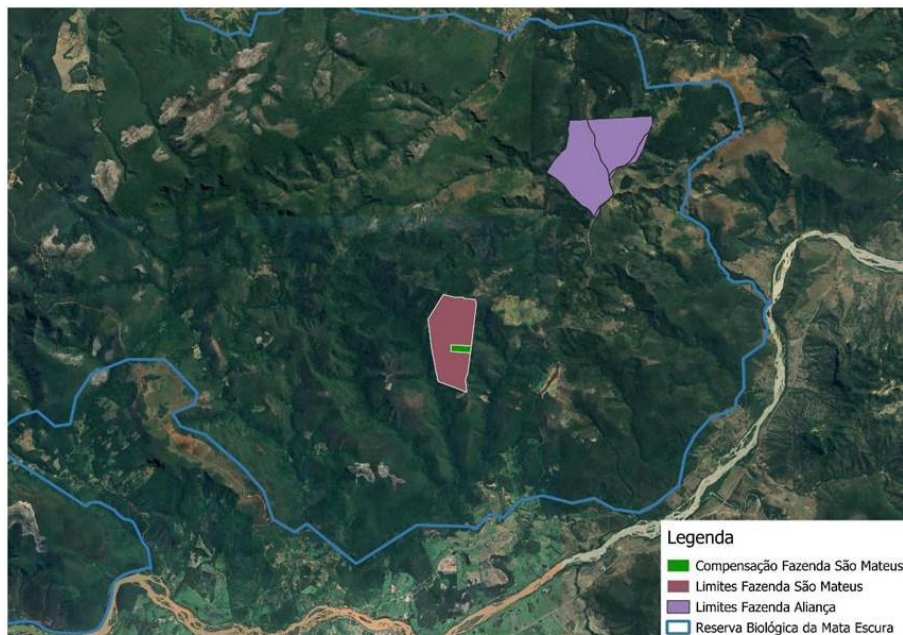 Legenda
Compensação Fazenda São Mateus
Limites Fazenda São Mateus
Limites Fazenda Aliança
Reserva Biológica da Mata Escura